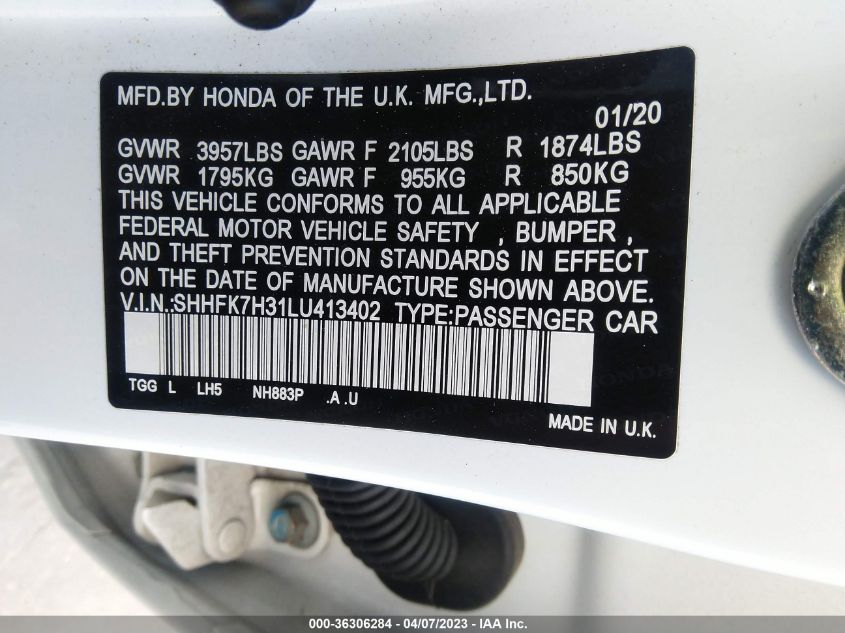 MFD.BY HONDA OF THE U.K. MFG.,LTD.
01/20
GVWR 3957LBS GAWR F 2105LBS R 1874LBS
GVWR 1795KG GAWR F 955KG R 850KG
THIS VEHICLE CONFORMS TO ALL APPLICABLE
FEDERAL MOTOR VEHICLE SAFETY , BUMPER ,
AND THEFT PREVENTION STANDARDS IN EFFECT
ON THE DATE OF MANUFACTURE SHOWN ABOVE.
V.I.N.:SHHFK7H31LU413402 TYPE:PASSENGER CAR
TGG L LH5 NH883P .A .U
MADE IN U.K.
000-36306284 - 04/07/2023 - IAA Inc.